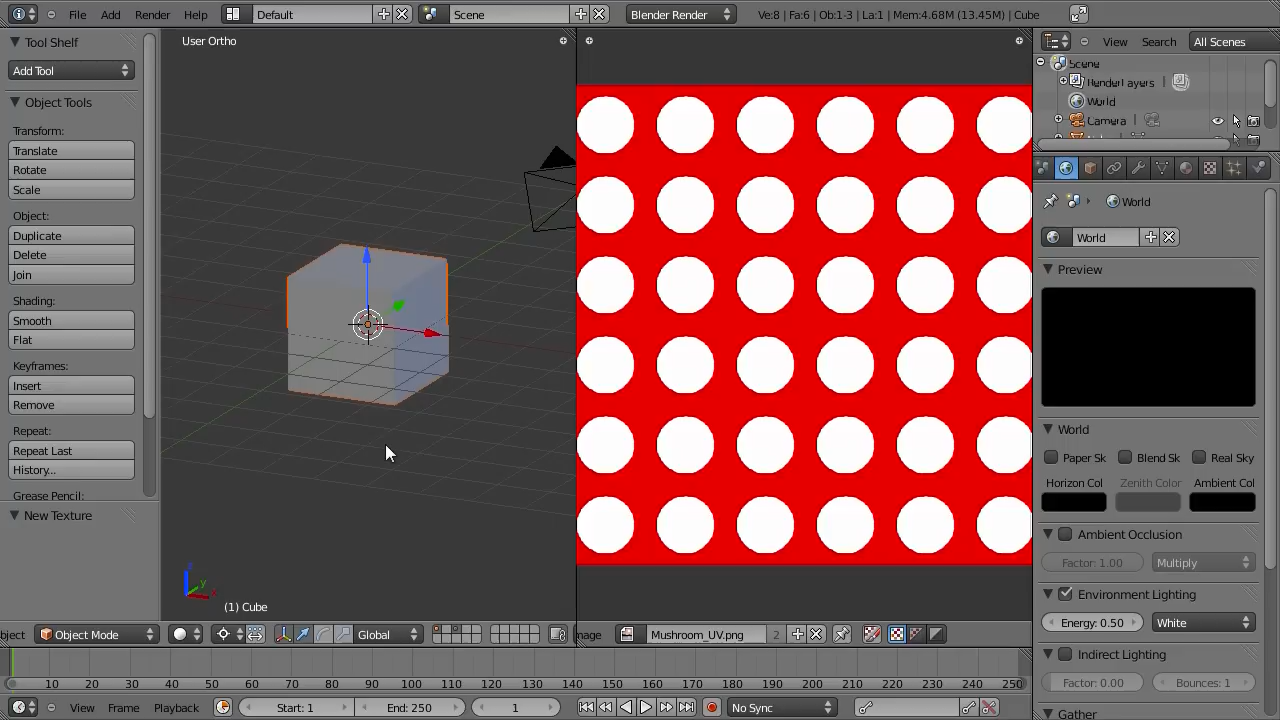 File Add Render Help Default Scene Blender Render Ve:8 | Fa:6 | Ob:1-3 | La:1 | Mem:4.68M (13.45M) | Cube
Tool Shelf
Add Tool
Object Tools
Transform:
Translate
Rotate
Scale
Object:
Duplicate
Delete
Join
Shading:
Smooth
Flat
Keyframes:
Insert
Remove
Repeat:
Repeat Last
History...
Grease Pencil:
New Texture
User Ortho
z
y
x
(1) Cube
View Search All Scenes
Scene
RenderLayers
World
Camera
World
World
Preview
World
Paper Sk Blend Sk Real Sky
Horizon Col Zenith Color Ambient Col
Ambient Occlusion
Factor: 1.00 Multiply
Environment Lighting
Energy: 0.50 White
Indirect Lighting
Factor: 0.00 Bounces: 1
Gather
bject Object Mode Global mage Mushroom_UV.png 2
10 20 30 40 50 60 70 80 90 100 110 120 130 140 150 160 170 180 190 200 210 220 230 240 250
View Frame Playback Start: 1 End: 250 1 No Sync